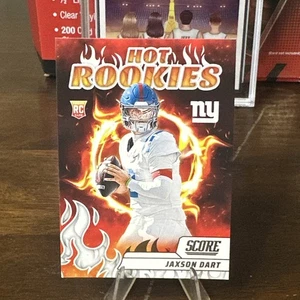 • Clear
• 200
HOT
ROOKIES
RC
ny
SCORE
JAXSON DART